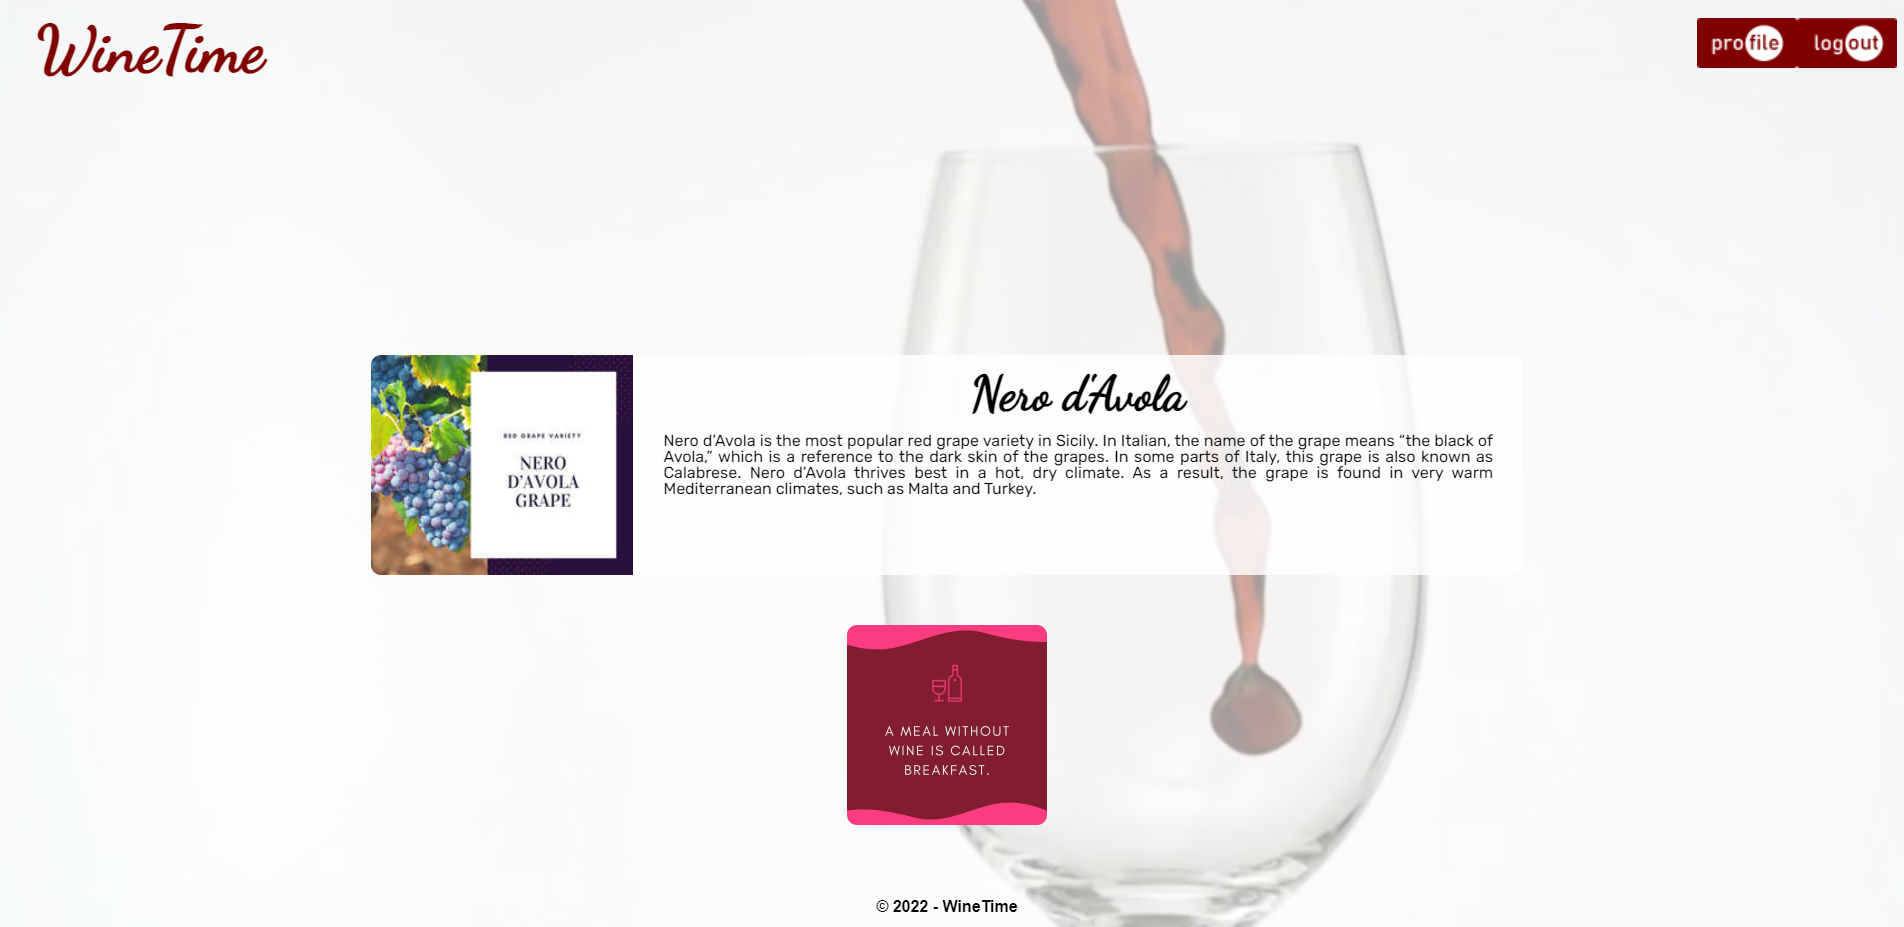 WineTime
profile logout
Nero d'Avola
RED GRAPE VARIETY
NERO
D'AVOLA
GRAPE
Nero d’Avola is the most popular red grape variety in Sicily. In Italian, the name of the grape means “the black of
Avola,” which is a reference to the dark skin of the grapes. In some parts of Italy, this grape is also known as
Calabrese. Nero d’Avola thrives best in a hot, dry climate. As a result, the grape is found in very warm
Mediterranean climates, such as Malta and Turkey.
A MEAL WITHOUT
WINE IS CALLED
BREAKFAST.
© 2022 - WineTime